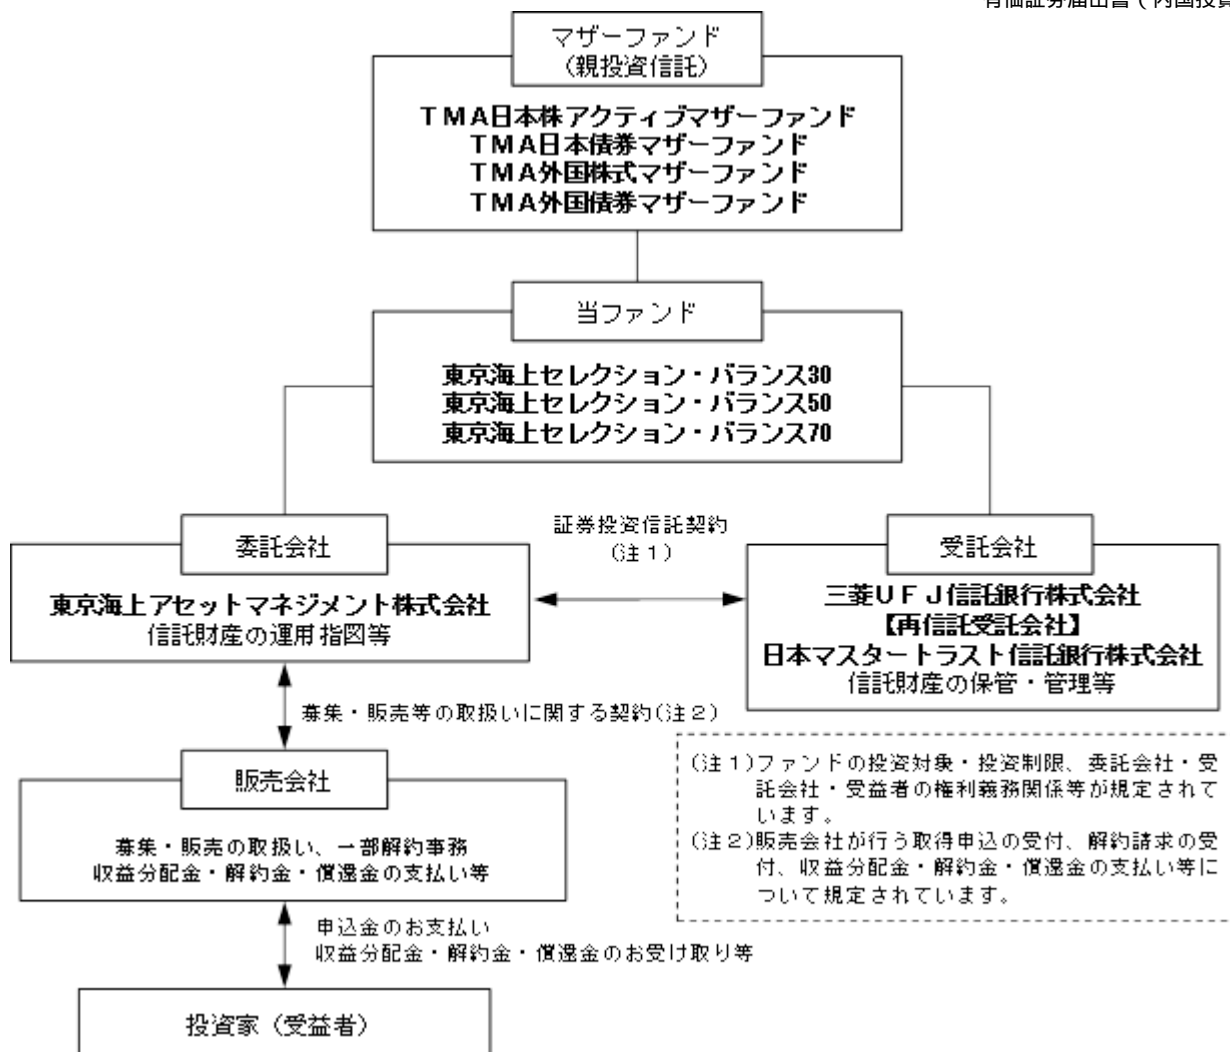 有価証券届出書（内国投資
マザーファンド
（親投資信託）
ＴＭＡ日本株アクティブマザーファンド
ＴＭＡ日本債券マザーファンド
ＴＭＡ外国株式マザーファンド
ＴＭＡ外国債券マザーファンド
当ファンド
東京海上セレクション・バランス30
東京海上セレクション・バランス50
東京海上セレクション・バランス70
委託会社
東京海上アセットマネジメント株式会社
信託財産の運用指図等
証券投資信託契約
（注１）
受託会社
三菱ＵＦＪ信託銀行株式会社
【再信託受託会社】
日本マスタートラスト信託銀行株式会社
信託財産の保管・管理等
募集・販売等の取扱いに関する契約（注２）
販売会社
募集・販売の取扱い、一部解約事務
収益分配金・解約金・償還金の支払い等
（注１）ファンドの投資対象・投資制限、委託会社・受
託会社・受益者の権利義務関係等が規定されて
います。
（注２）販売会社が行う取得申込の受付、解約請求の受
付、収益分配金・解約金・償還金の支払い等に
ついて規定されています。
申込金のお支払い
収益分配金・解約金・償還金のお受け取り等
投資家（受益者）